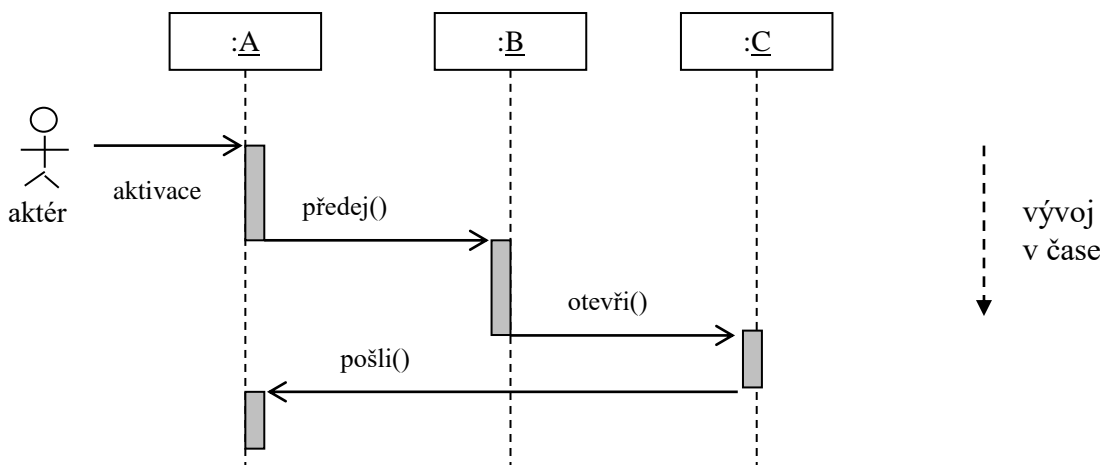 :A
:B
:C
aktivace
aktér
předej()
vývoj
v čase
otevři()
pošli()